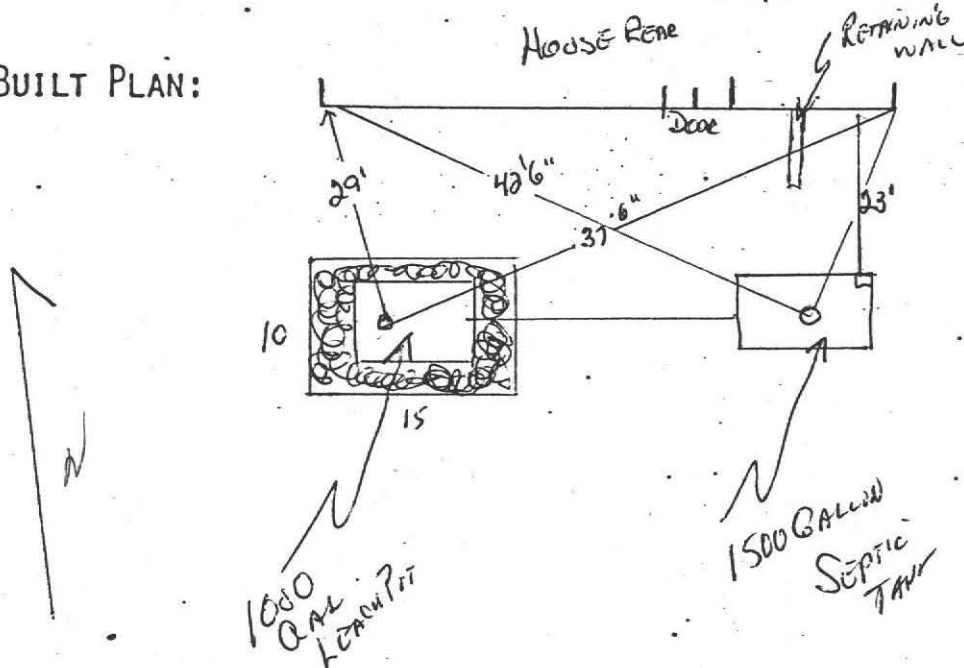 BUILT PLAN:
HOUSE REAR
RETAINING
WALL
DOOR
29'
42'6"
37'6"
23'
10
15
N
1000
GAL
LEACH PIT
1500 GALLON
SEPTIC
TANK